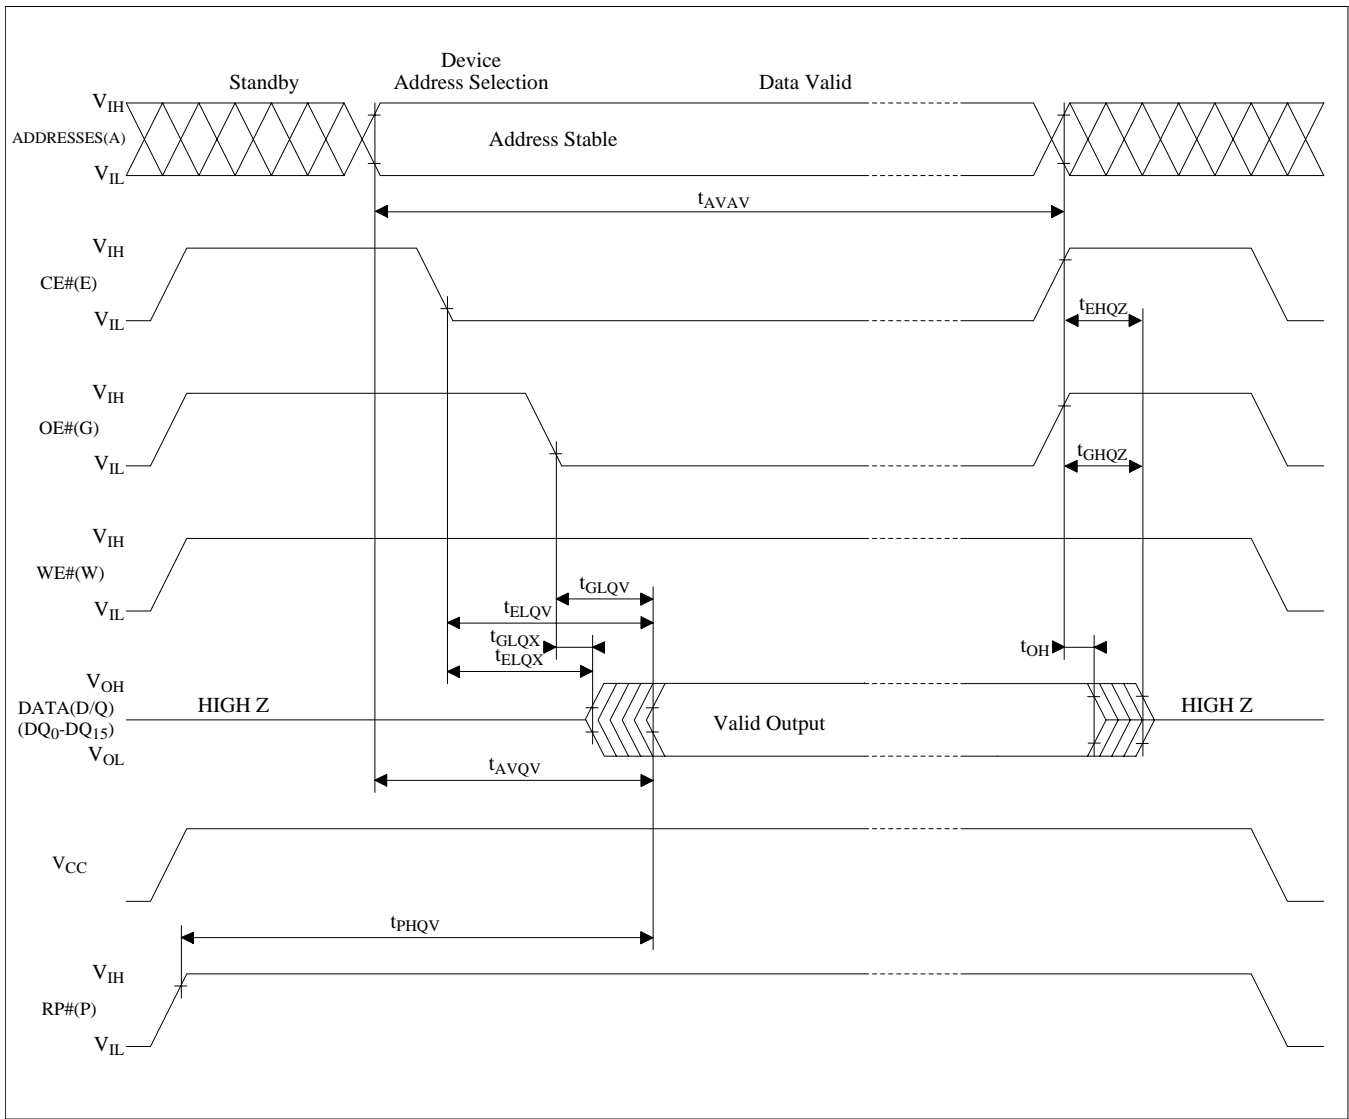 Device
Standby Address Selection Data Valid
VIH
ADDRESSES(A) Address Stable
VIL
tAVAV
VIH
CE#(E)
tEHQZ
VIL
VIH
OE#(G)
tGHQZ
VIL
VIH
WE#(W)
tGLQV
VIL
tELQV
tGLQX tOH
tELQX
VOH
DATA(D/Q) HIGH Z Valid Output HIGH Z
(DQ0-DQ15)
VOL
tAVQV
VCC
tPHQV
VIH
RP#(P)
VIL